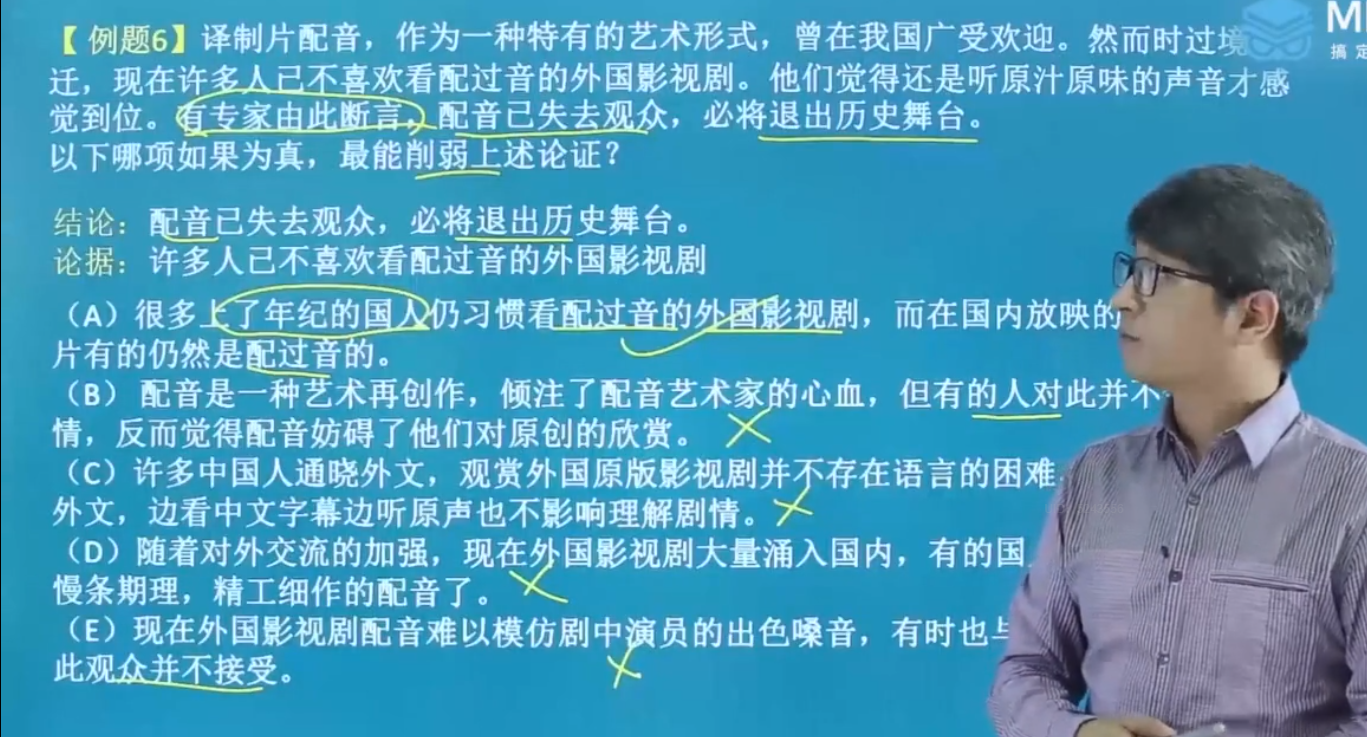 【例题6】译制片配音，作为一种特有的艺术形式，曾在我国广受欢迎。然而时过境
迁，现在许多人已不喜欢看配过音的外国影视剧。他们觉得还是听原汁原味的声音才感
觉到位。有专家由此断言，配音已失去观众，必将退出历史舞台。
以下哪项如果为真，最能削弱上述论证？
结论：配音已失去观众，必将退出历史舞台。
论据：许多人已不喜欢看配过音的外国影视剧
（A）很多上了年纪的国人仍习惯看配过音的外国影视剧，而在国内放映的
片有的仍然是配过音的。
（B） 配音是一种艺术再创作，倾注了配音艺术家的心血，但有的人对此并不
情，反而觉得配音妨碍了他们对原创的欣赏。
（C）许多中国人通晓外文，观赏外国原版影视剧并不存在语言的困难
外文，边看中文字幕边听原声也不影响理解剧情。
（D）随着对外交流的加强，现在外国影视剧大量涌入国内，有的国
慢条斯理，精工细作的配音了。
（E）现在外国影视剧配音难以模仿剧中演员的出色嗓音，有时也与
此观众并不接受。
M
搞定